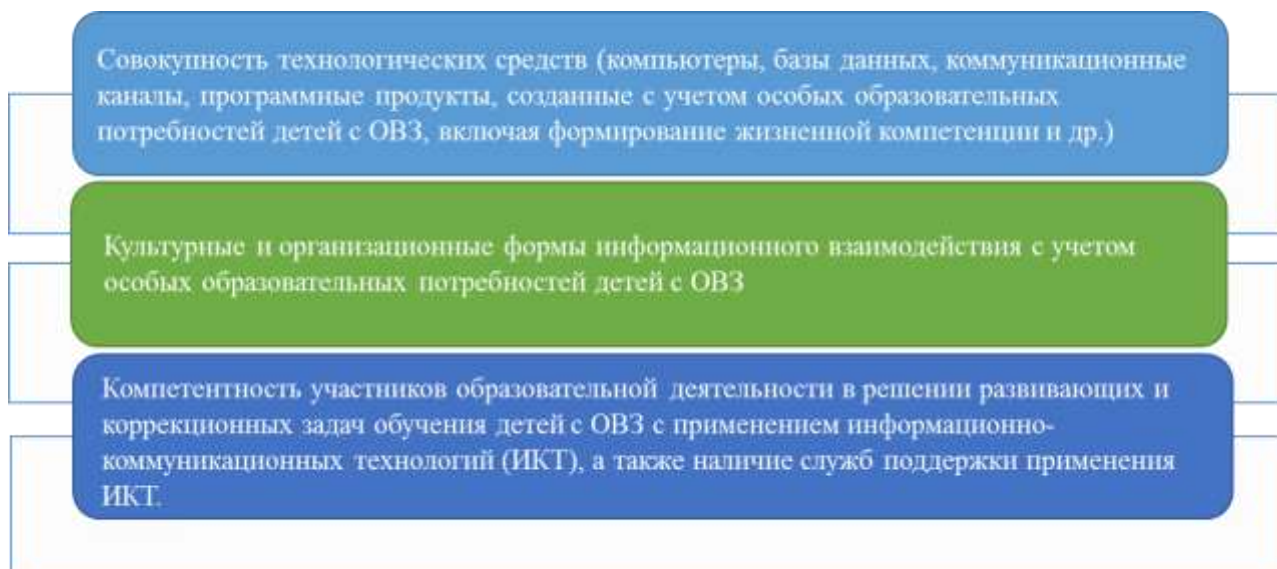 Совокупность технологических средств (компьютеры, базы данных, коммуникационные
каналы, программные продукты, созданные с учетом особых образовательных
потребностей детей с ОВЗ, включая формирование жизненной компетенции и др.)
Культурные и организационные формы информационного взаимодействия с учетом
особых образовательных потребностей детей с ОВЗ
Компетентность участников образовательной деятельности в решении развивающих и
коррекционных задач обучения детей с ОВЗ с применением информационно-
коммуникационных технологий (ИКТ), а также наличие служб поддержки применения
ИКТ.